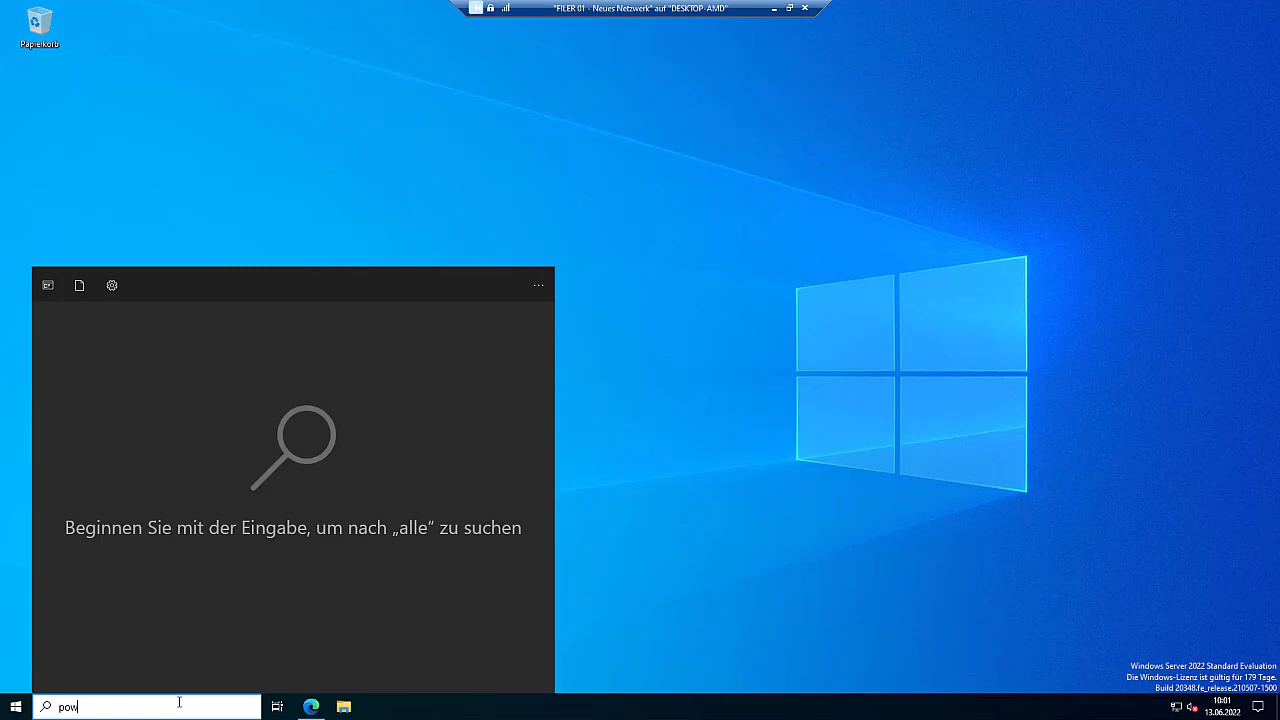 "FILER 01 - Neues Netzwerk" auf "DESKTOP-AMD"
Papierkorb
Beginnen Sie mit der Eingabe, um nach „alle“ zu suchen
Windows Server 2022 Standard Evaluation
Die Windows-Lizenz ist gültig für 179 Tage.
Build 20348.fe_release.210507-1500
pow
10:01
13.06.2022